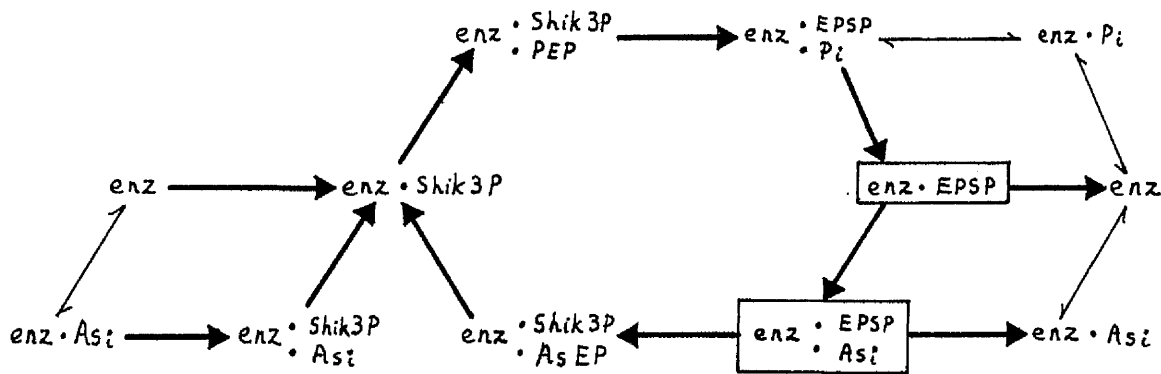 enz • Shik3P
• PEP
enz • EPSP
• Pi
enz • Pi
enz
enz • Shik3P
enz • EPSP
enz
enz • Asi
enz • Shik3P
• Asi
enz • Shik3P
• AsEP
enz • EPSP
• Asi
enz • Asi